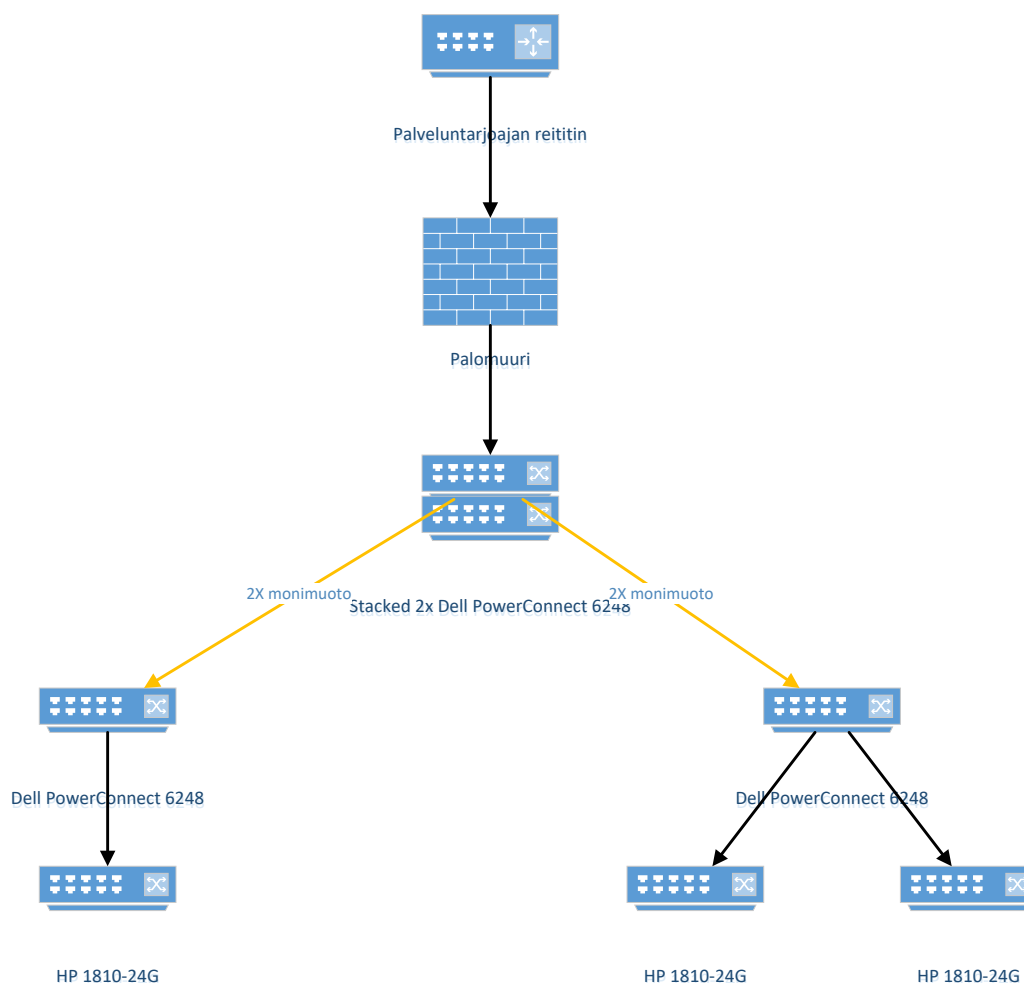 Palveluntarjoajan reititin
Palomuuri
2X monimuoto
Stacked 2x Dell PowerConnect 6248
2X monimuoto
Dell PowerConnect 6248
Dell PowerConnect 6248
HP 1810-24G
HP 1810-24G
HP 1810-24G